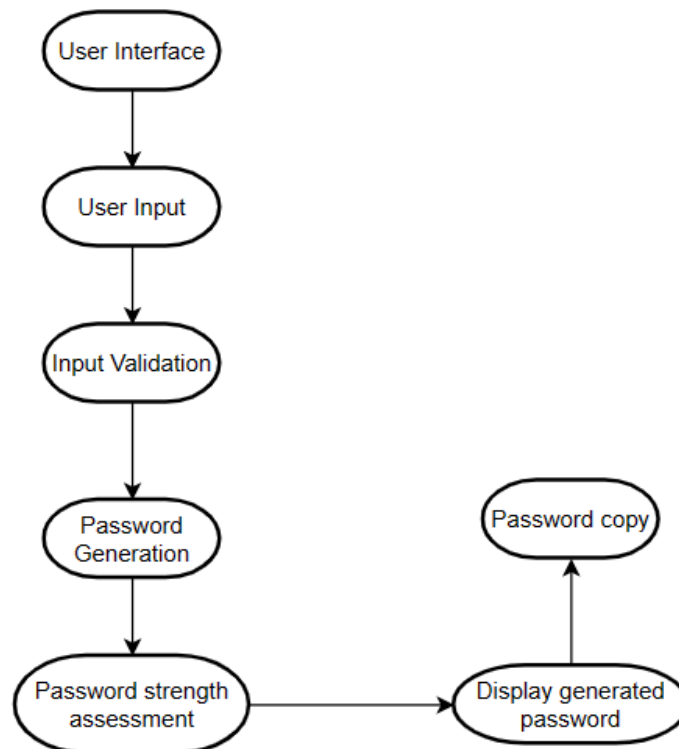 User Interface
User Input
Input Validation
Password
Generation
Password strength
assessment
Display generated
password
Password copy